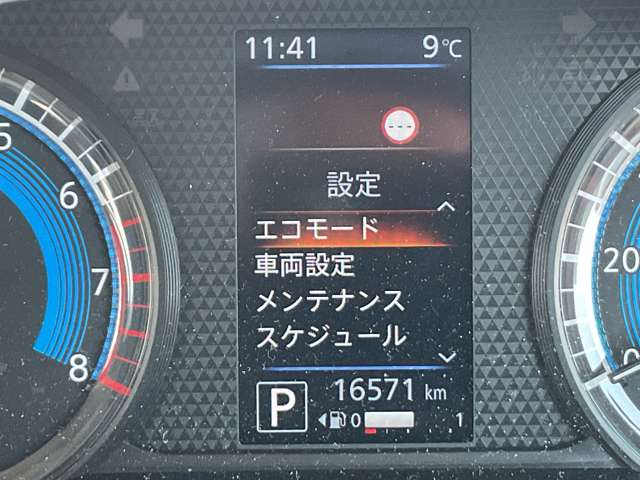 11:41 9℃
---
設定
エコモード
車両設定
メンテナンス
スケジュール
P 16571 km
0 1
5
6
7
8
20
0